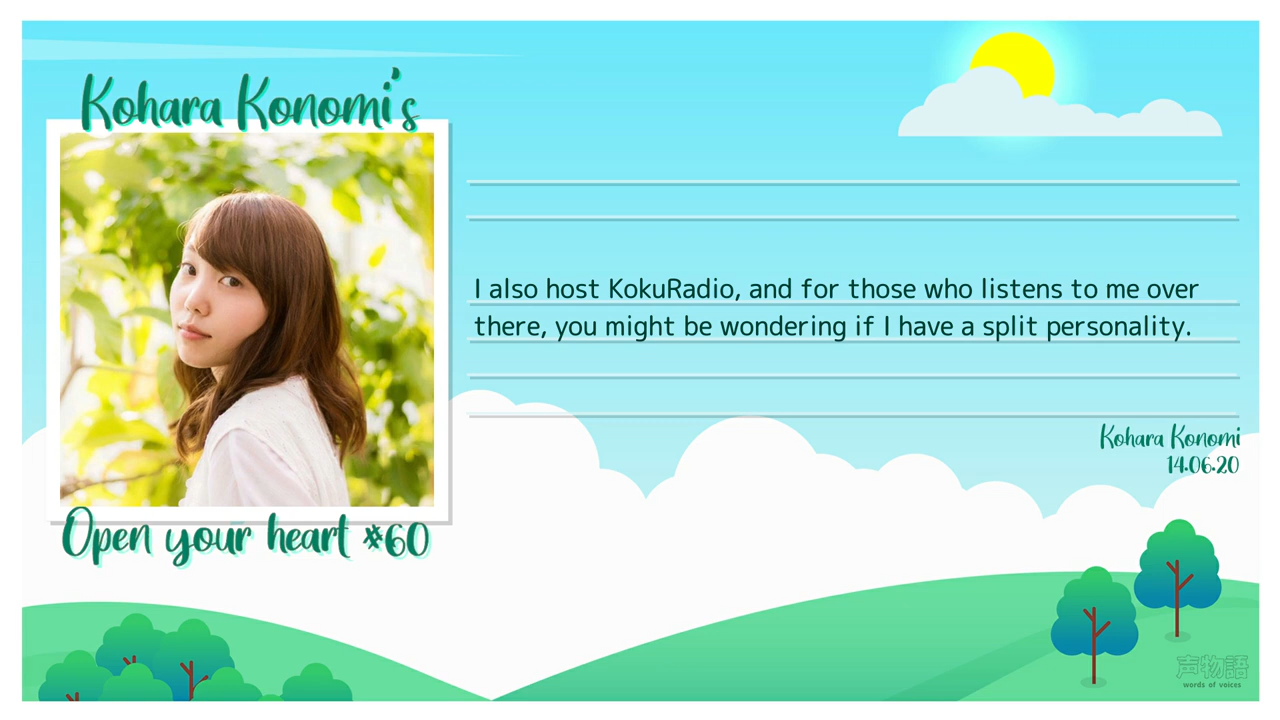 Kohara Konomi's
Open your heart #60
I also host KokuRadio, and for those who listens to me over
there, you might be wondering if I have a split personality.
Kohara Konomi
14.06.20
声物語
words of voices